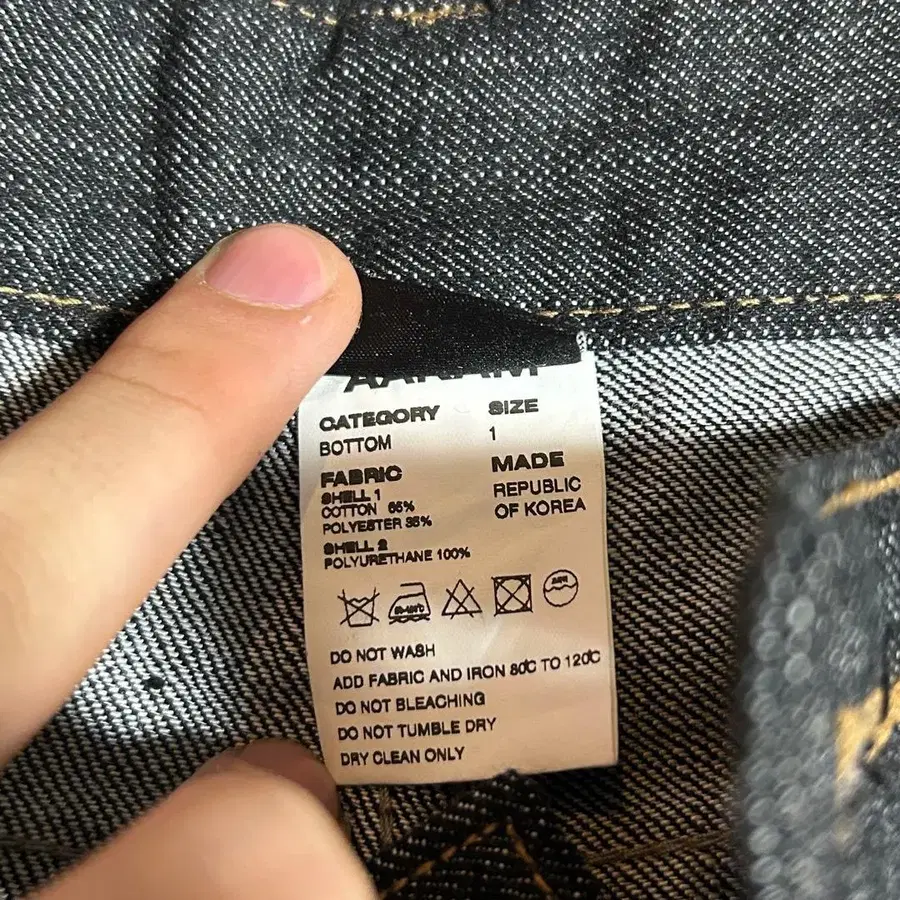 CATEGORY
BOTTOM
SIZE
1
FABRIC
SHELL 1
COTTON 65%
POLYESTER 35%
SHELL 2
POLYURETHANE 100%
MADE
REPUBLIC
OF KOREA
DO NOT WASH
ADD FABRIC AND IRON 80℃ TO 120℃
DO NOT BLEACHING
DO NOT TUMBLE DRY
DRY CLEAN ONLY